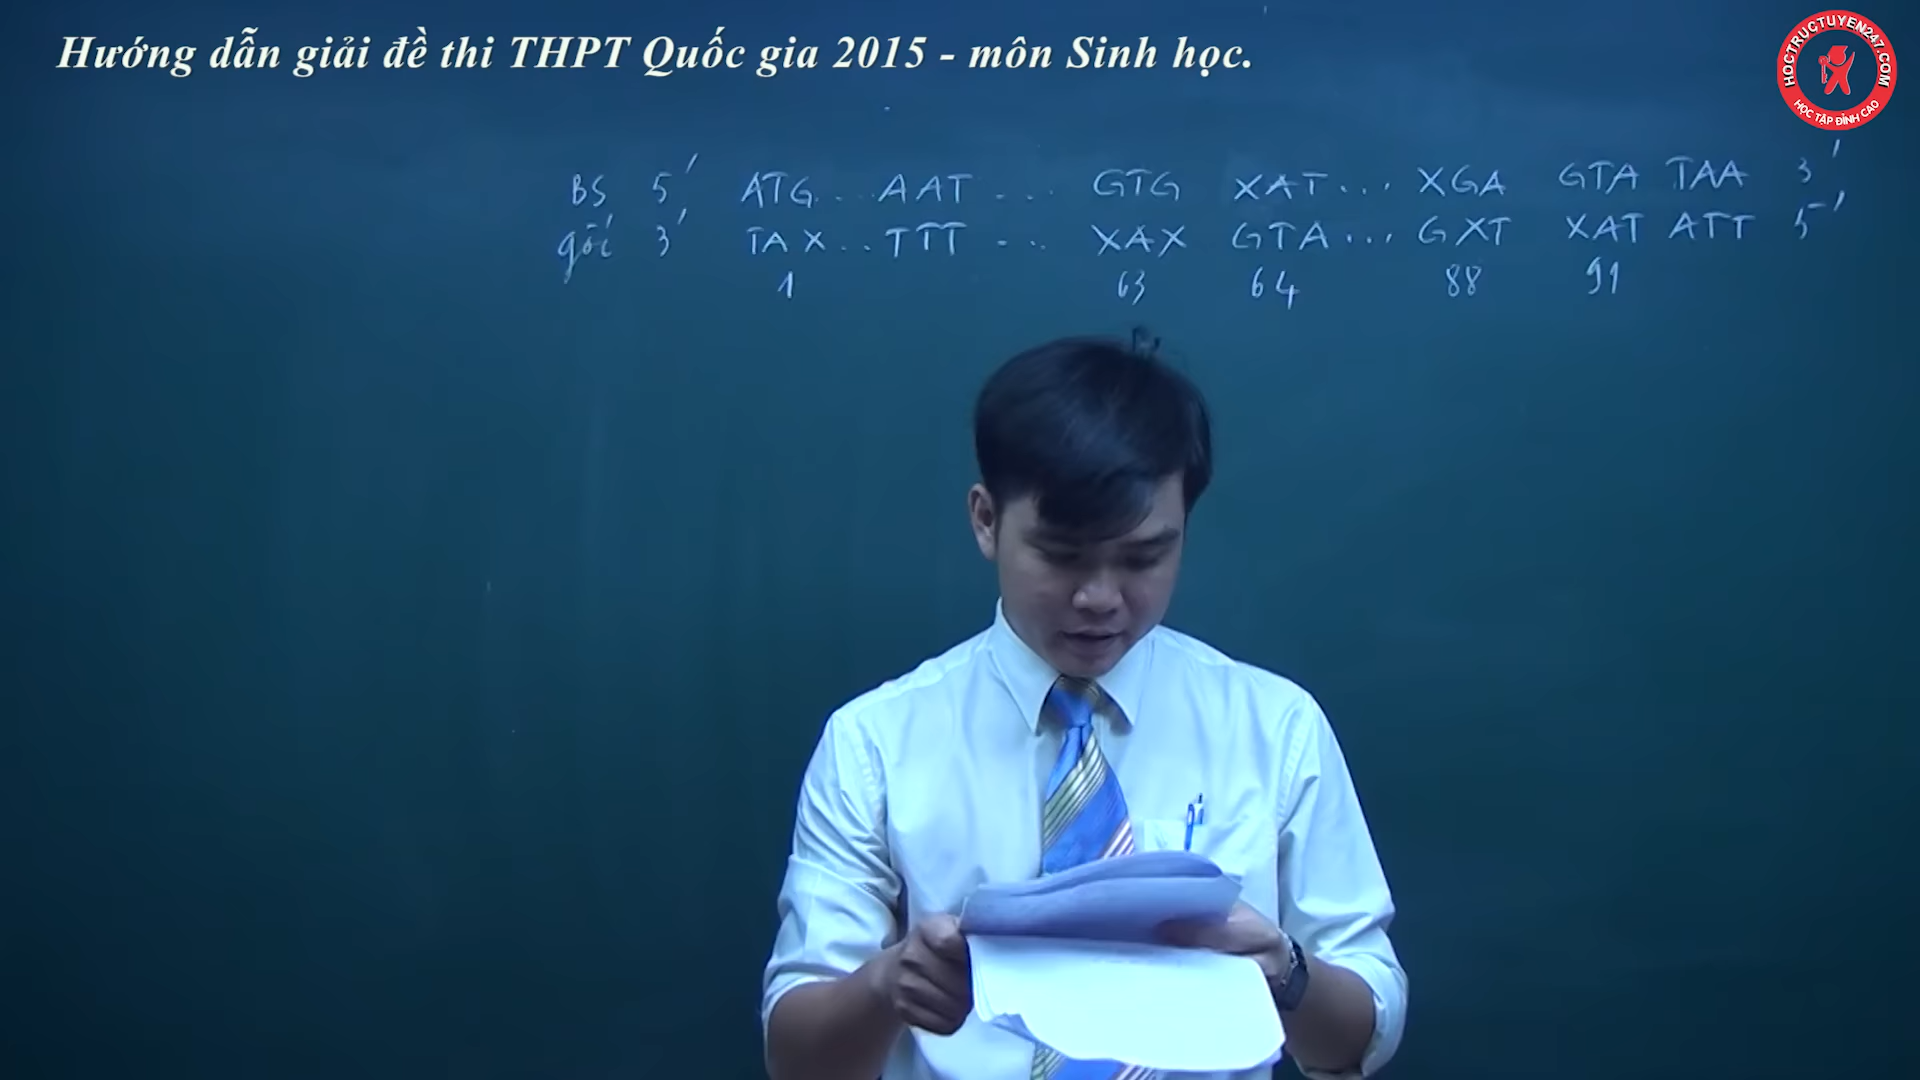 Hướng dẫn giải đề thi THPT Quốc gia 2015 - môn Sinh học.
HOCTRUCTUYEN247.COM
HỌC TẬP ĐỈNH CAO
BS 5' ATG... AAT ... GTG XAT... XGA GTA TAA 3'
gốc 3' TAX... TTT ... XAX GTA... GXT XAT ATT 5'
1 63 64 88 91